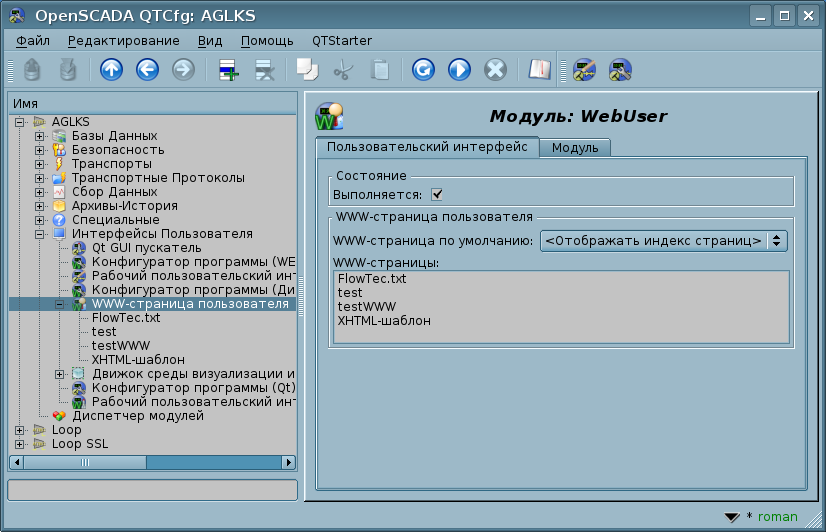 OpenSCADA QTCfg: AGLKS
Файл Редактирование Вид Помощь QTStarter
Имя
AGLKS
Базы Данных
Безопасность
Транспорты
Транспортные Протоколы
Сбор Данных
Архивы-История
Специальные
Интерфейсы Пользователя
Qt GUI пускатель
Конфигуратор программы (WE
Рабочий пользовательский инт
Конфигуратор программы (Ди
WWW-страница пользователя
FlowTec.txt
test
testWWW
XHTML-шаблон
Движок среды визуализации и
Конфигуратор программы (Qt)
Рабочий пользовательский инт
Диспетчер модулей
Loop
Loop SSL
Модуль: WebUser
Пользовательский интерфейс Модуль
Состояние
Выполняется:
WWW-страница пользователя
WWW-страница по умолчанию: <Отображать индекс страниц>
WWW-страницы:
FlowTec.txt
test
testWWW
XHTML-шаблон
* roman